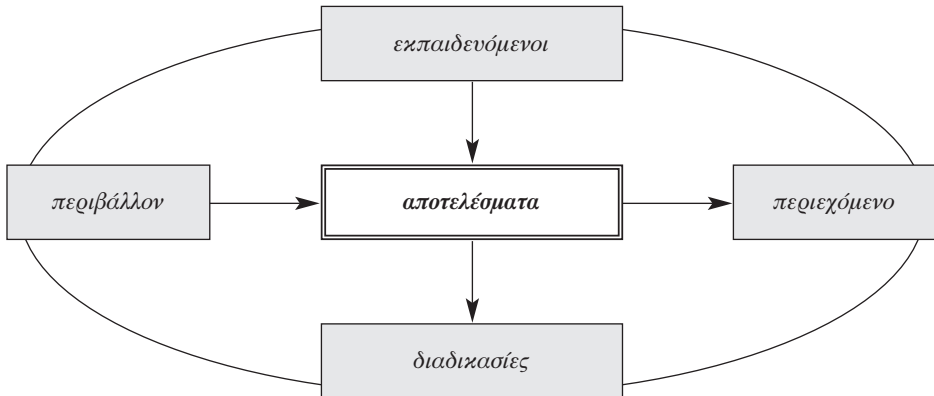 εκπαιδευόμενοι
περιβάλλον
αποτελέσματα
περιεχόμενο
διαδικασίες